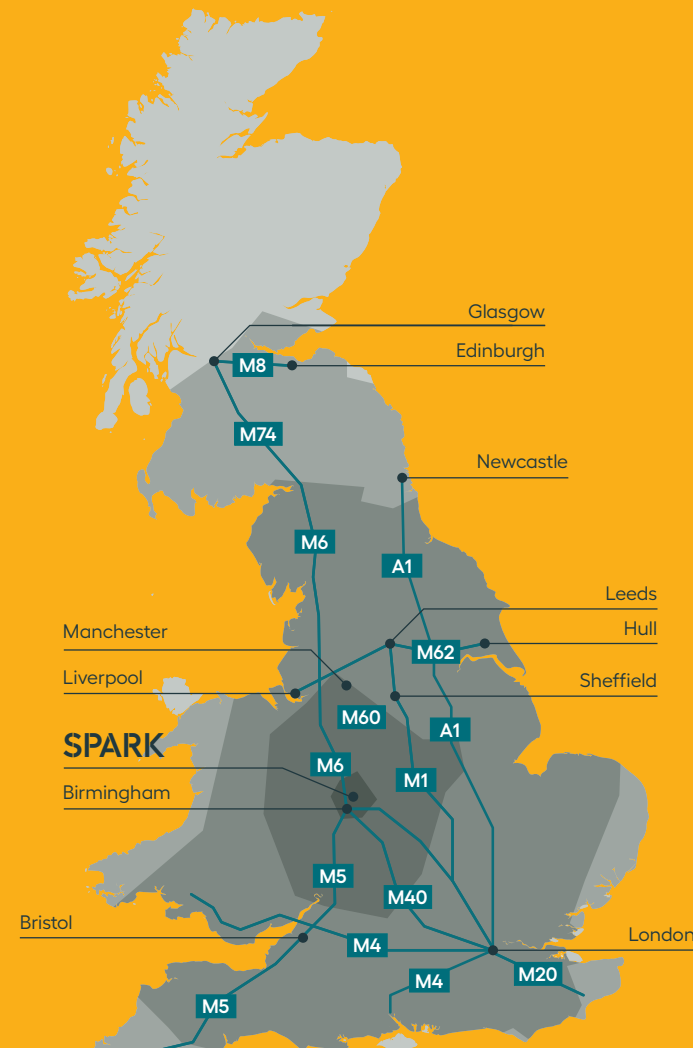 Glasgow
Edinburgh
M8
M74
Newcastle
M6
A1
Leeds
Manchester
Hull
M62
Liverpool
Sheffield
M60
A1
SPARK
M6
M1
Birmingham
M5
M40
Bristol
London
M4
M20
M4
M5